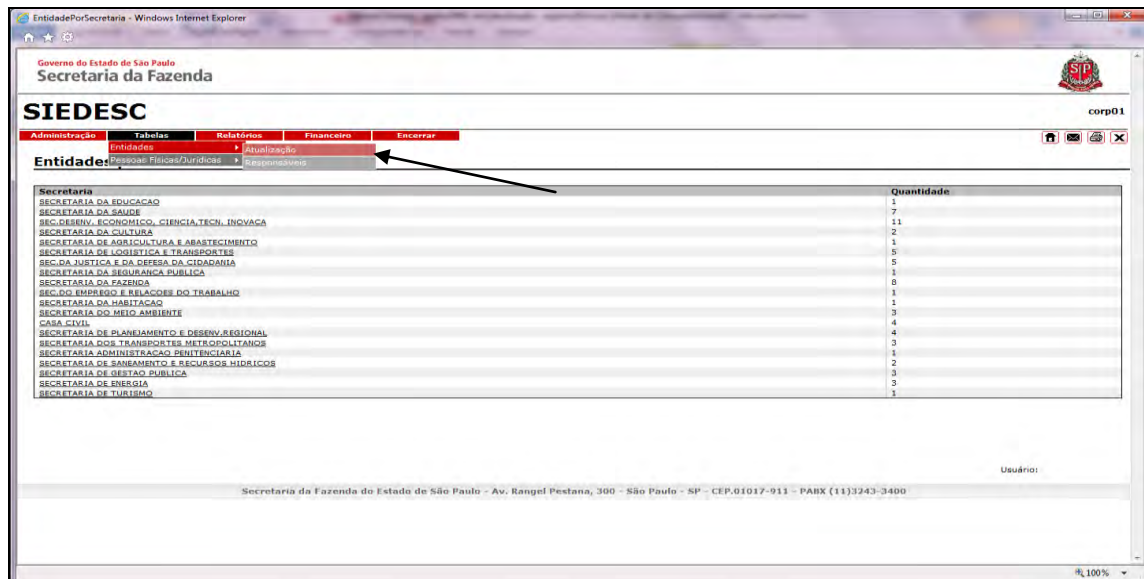 EntidadePorSecretaria - Windows Internet Explorer
Governo do Estado de São Paulo
Secretaria da Fazenda
SP
SIEDESC
corp01
Administração Tabelas Relatórios Financeiro Encerrar
Entidades Atualização
Pessoas Físicas/Jurídicas Responsáveis
Entidades
Secretaria Quantidade
SECRETARIA DA EDUCACAO 1
SECRETARIA DA SAUDE 7
SEC.DESENV. ECONOMICO, CIENCIA,TECN. INOVACA 11
SECRETARIA DA CULTURA 2
SECRETARIA DE AGRICULTURA E ABASTECIMENTO 1
SECRETARIA DE LOGISTICA E TRANSPORTES 5
SEC.DA JUSTICA E DA DEFESA DA CIDADANIA 5
SECRETARIA DA SEGURANCA PUBLICA 1
SECRETARIA DA FAZENDA 8
SEC.DO EMPREGO E RELACOES DO TRABALHO 1
SECRETARIA DA HABITACAO 1
SECRETARIA DO MEIO AMBIENTE 3
CASA CIVIL 4
SECRETARIA DE PLANEJAMENTO E DESENV.REGIONAL 4
SECRETARIA DOS TRANSPORTES METROPOLITANOS 3
SECRETARIA ADMINISTRACAO PENITENCIARIA 1
SECRETARIA DE SANEAMENTO E RECURSOS HIDRICOS 2
SECRETARIA DE GESTAO PUBLICA 3
SECRETARIA DE ENERGIA 3
SECRETARIA DE TURISMO 1
Usuário:
Secretaria da Fazenda do Estado de São Paulo - Av. Rangel Pestana, 300 - São Paulo - SP - CEP.01017-911 - PABX (11)3243-3400
100%